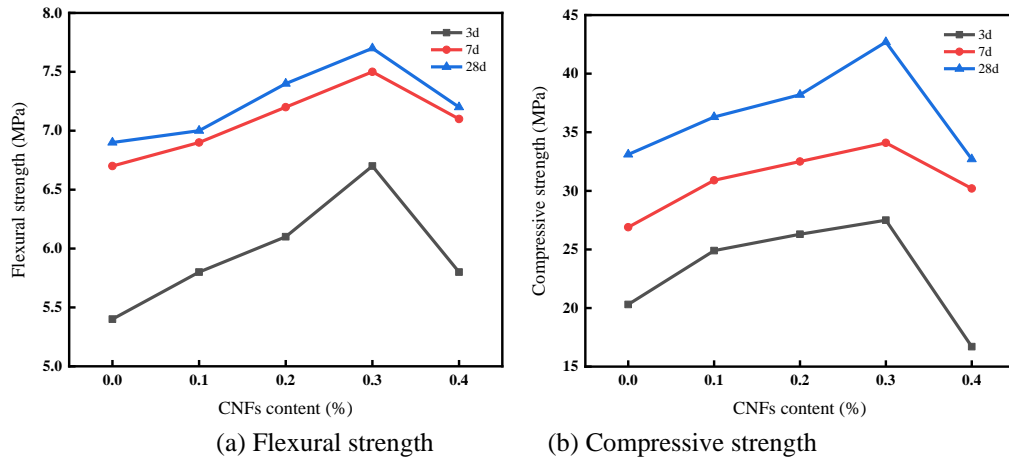 8.0
7.5
7.0
6.5
6.0
5.5
5.0
Flexural strength (MPa)
3d
7d
28d
0.0 0.1 0.2 0.3 0.4
CNFs content (%)
(a) Flexural strength
45
40
35
30
25
20
15
Compressive strength (MPa)
3d
7d
28d
0.0 0.1 0.2 0.3 0.4
CNFs content (%)
(b) Compressive strength